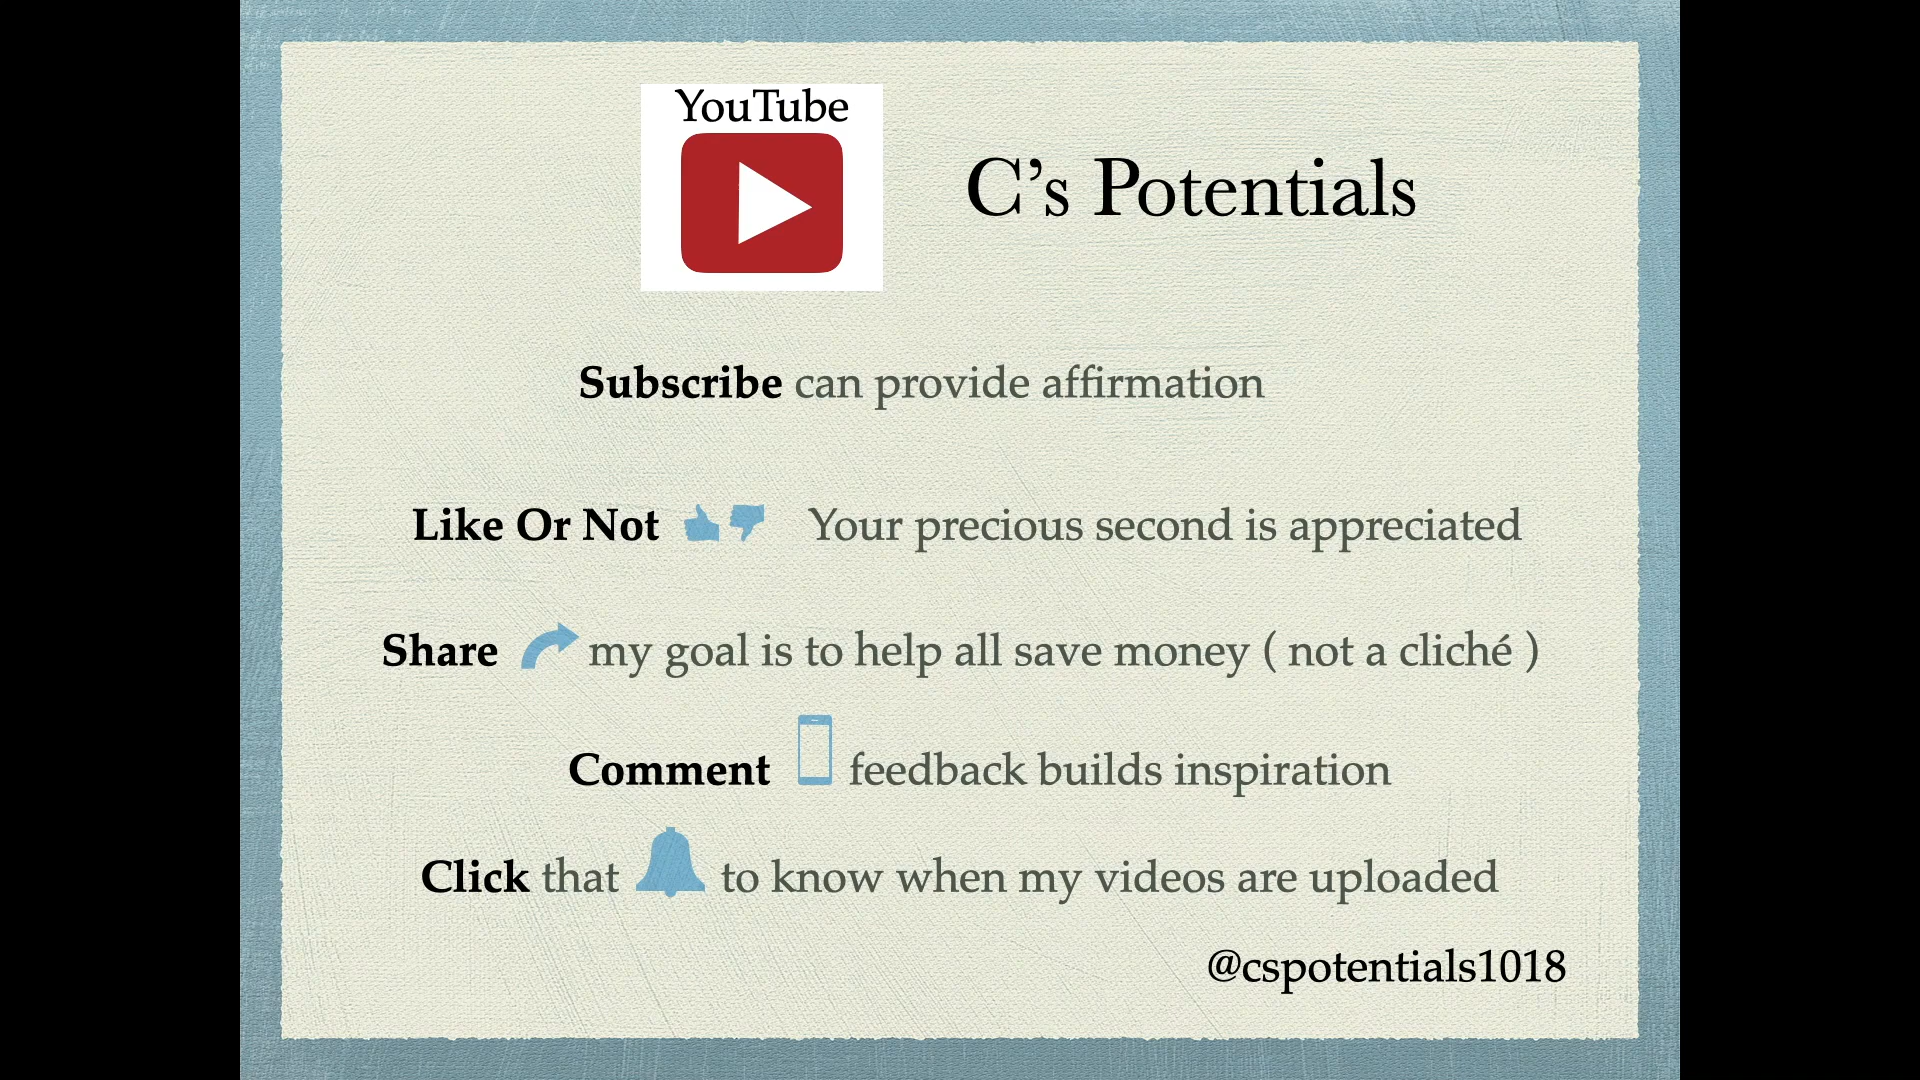 YouTube
C’s Potentials
Subscribe can provide affirmation
Like Or Not Your precious second is appreciated
Share my goal is to help all save money ( not a cliché )
Comment feedback builds inspiration
Click that to know when my videos are uploaded
@cspotentials1018